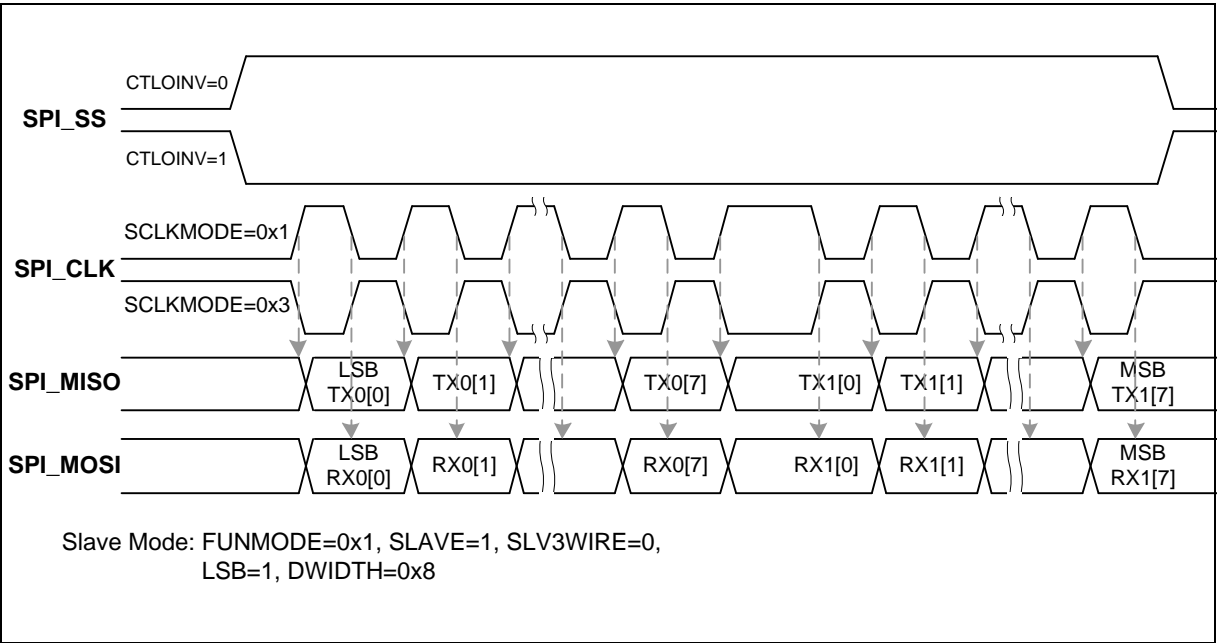 CTLOINV=0
SPI_SS
CTLOINV=1
SCLKMODE=0x1
SPI_CLK
SCLKMODE=0x3
SPI_MISO
LSB
TX0[0]
TX0[1]
TX0[7]
TX1[0]
TX1[1]
MSB
TX1[7]
SPI_MOSI
LSB
RX0[0]
RX0[1]
RX0[7]
RX1[0]
RX1[1]
MSB
RX1[7]
Slave Mode: FUNMODE=0x1, SLAVE=1, SLV3WIRE=0,
LSB=1, DWIDTH=0x8